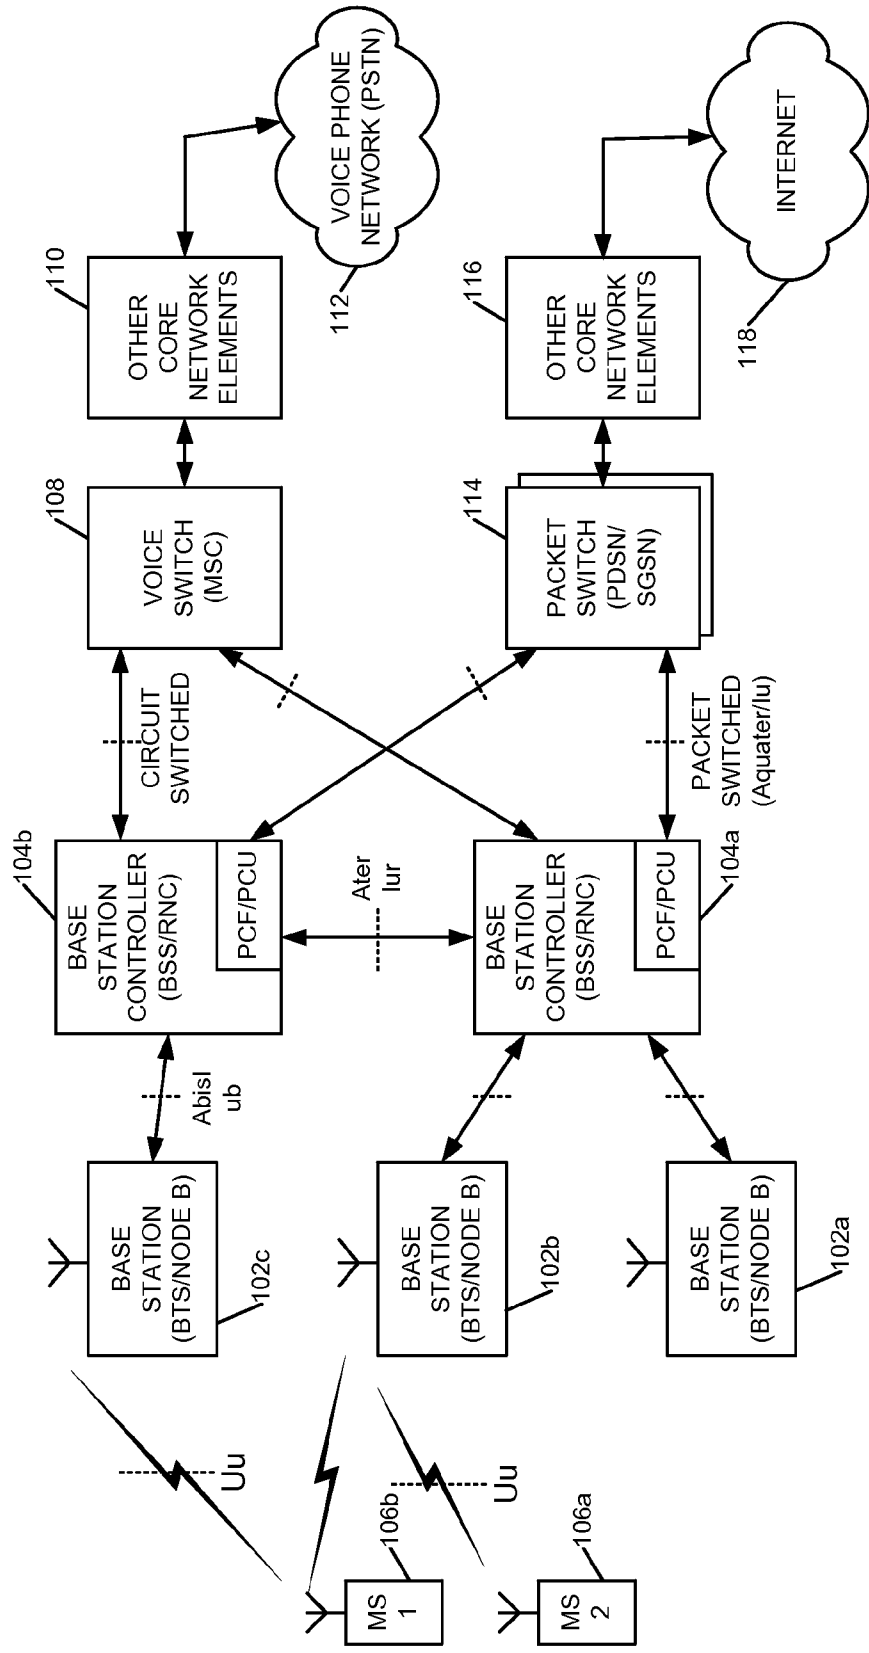 MS
1
106b
MS
2
106a
Uu
Uu
BASE
STATION
(BTS/NODE B)
102c
BASE
STATION
(BTS/NODE B)
102b
BASE
STATION
(BTS/NODE B)
102a
AbisI
ub
104b
BASE
STATION
CONTROLLER
(BSS/RNC)
PCF/PCU
Ater
Iur
BASE
STATION
CONTROLLER
(BSS/RNC)
PCF/PCU
104a
CIRCUIT
SWITCHED
PACKET
SWITCHED
(Aquater/Iu)
108
VOICE
SWITCH
(MSC)
114
PACKET
SWITCH
(PDSN/
SGSN)
110
OTHER
CORE
NETWORK
ELEMENTS
116
OTHER
CORE
NETWORK
ELEMENTS
VOICE PHONE
NETWORK (PSTN)
112
INTERNET
118